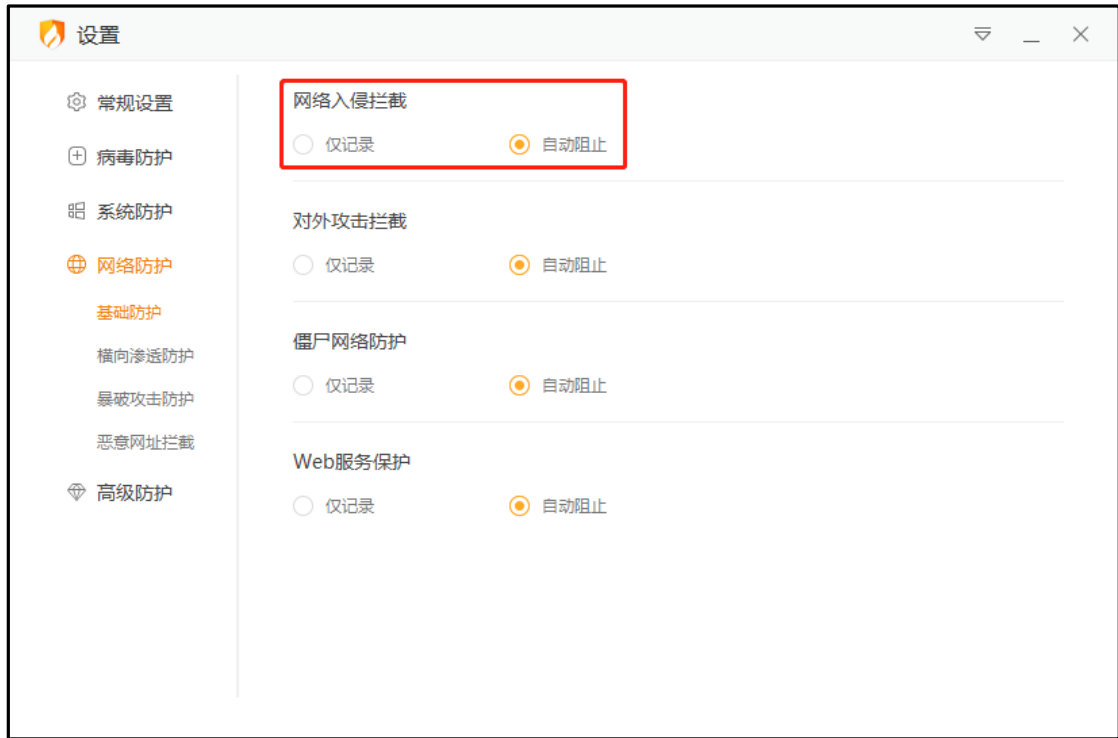 设置
常规设置
病毒防护
系统防护
网络防护
基础防护
横向渗透防护
暴破攻击防护
恶意网址拦截
高级防护
网络入侵拦截
仅记录 自动阻止
对外攻击拦截
仅记录 自动阻止
僵尸网络防护
仅记录 自动阻止
Web服务保护
仅记录 自动阻止